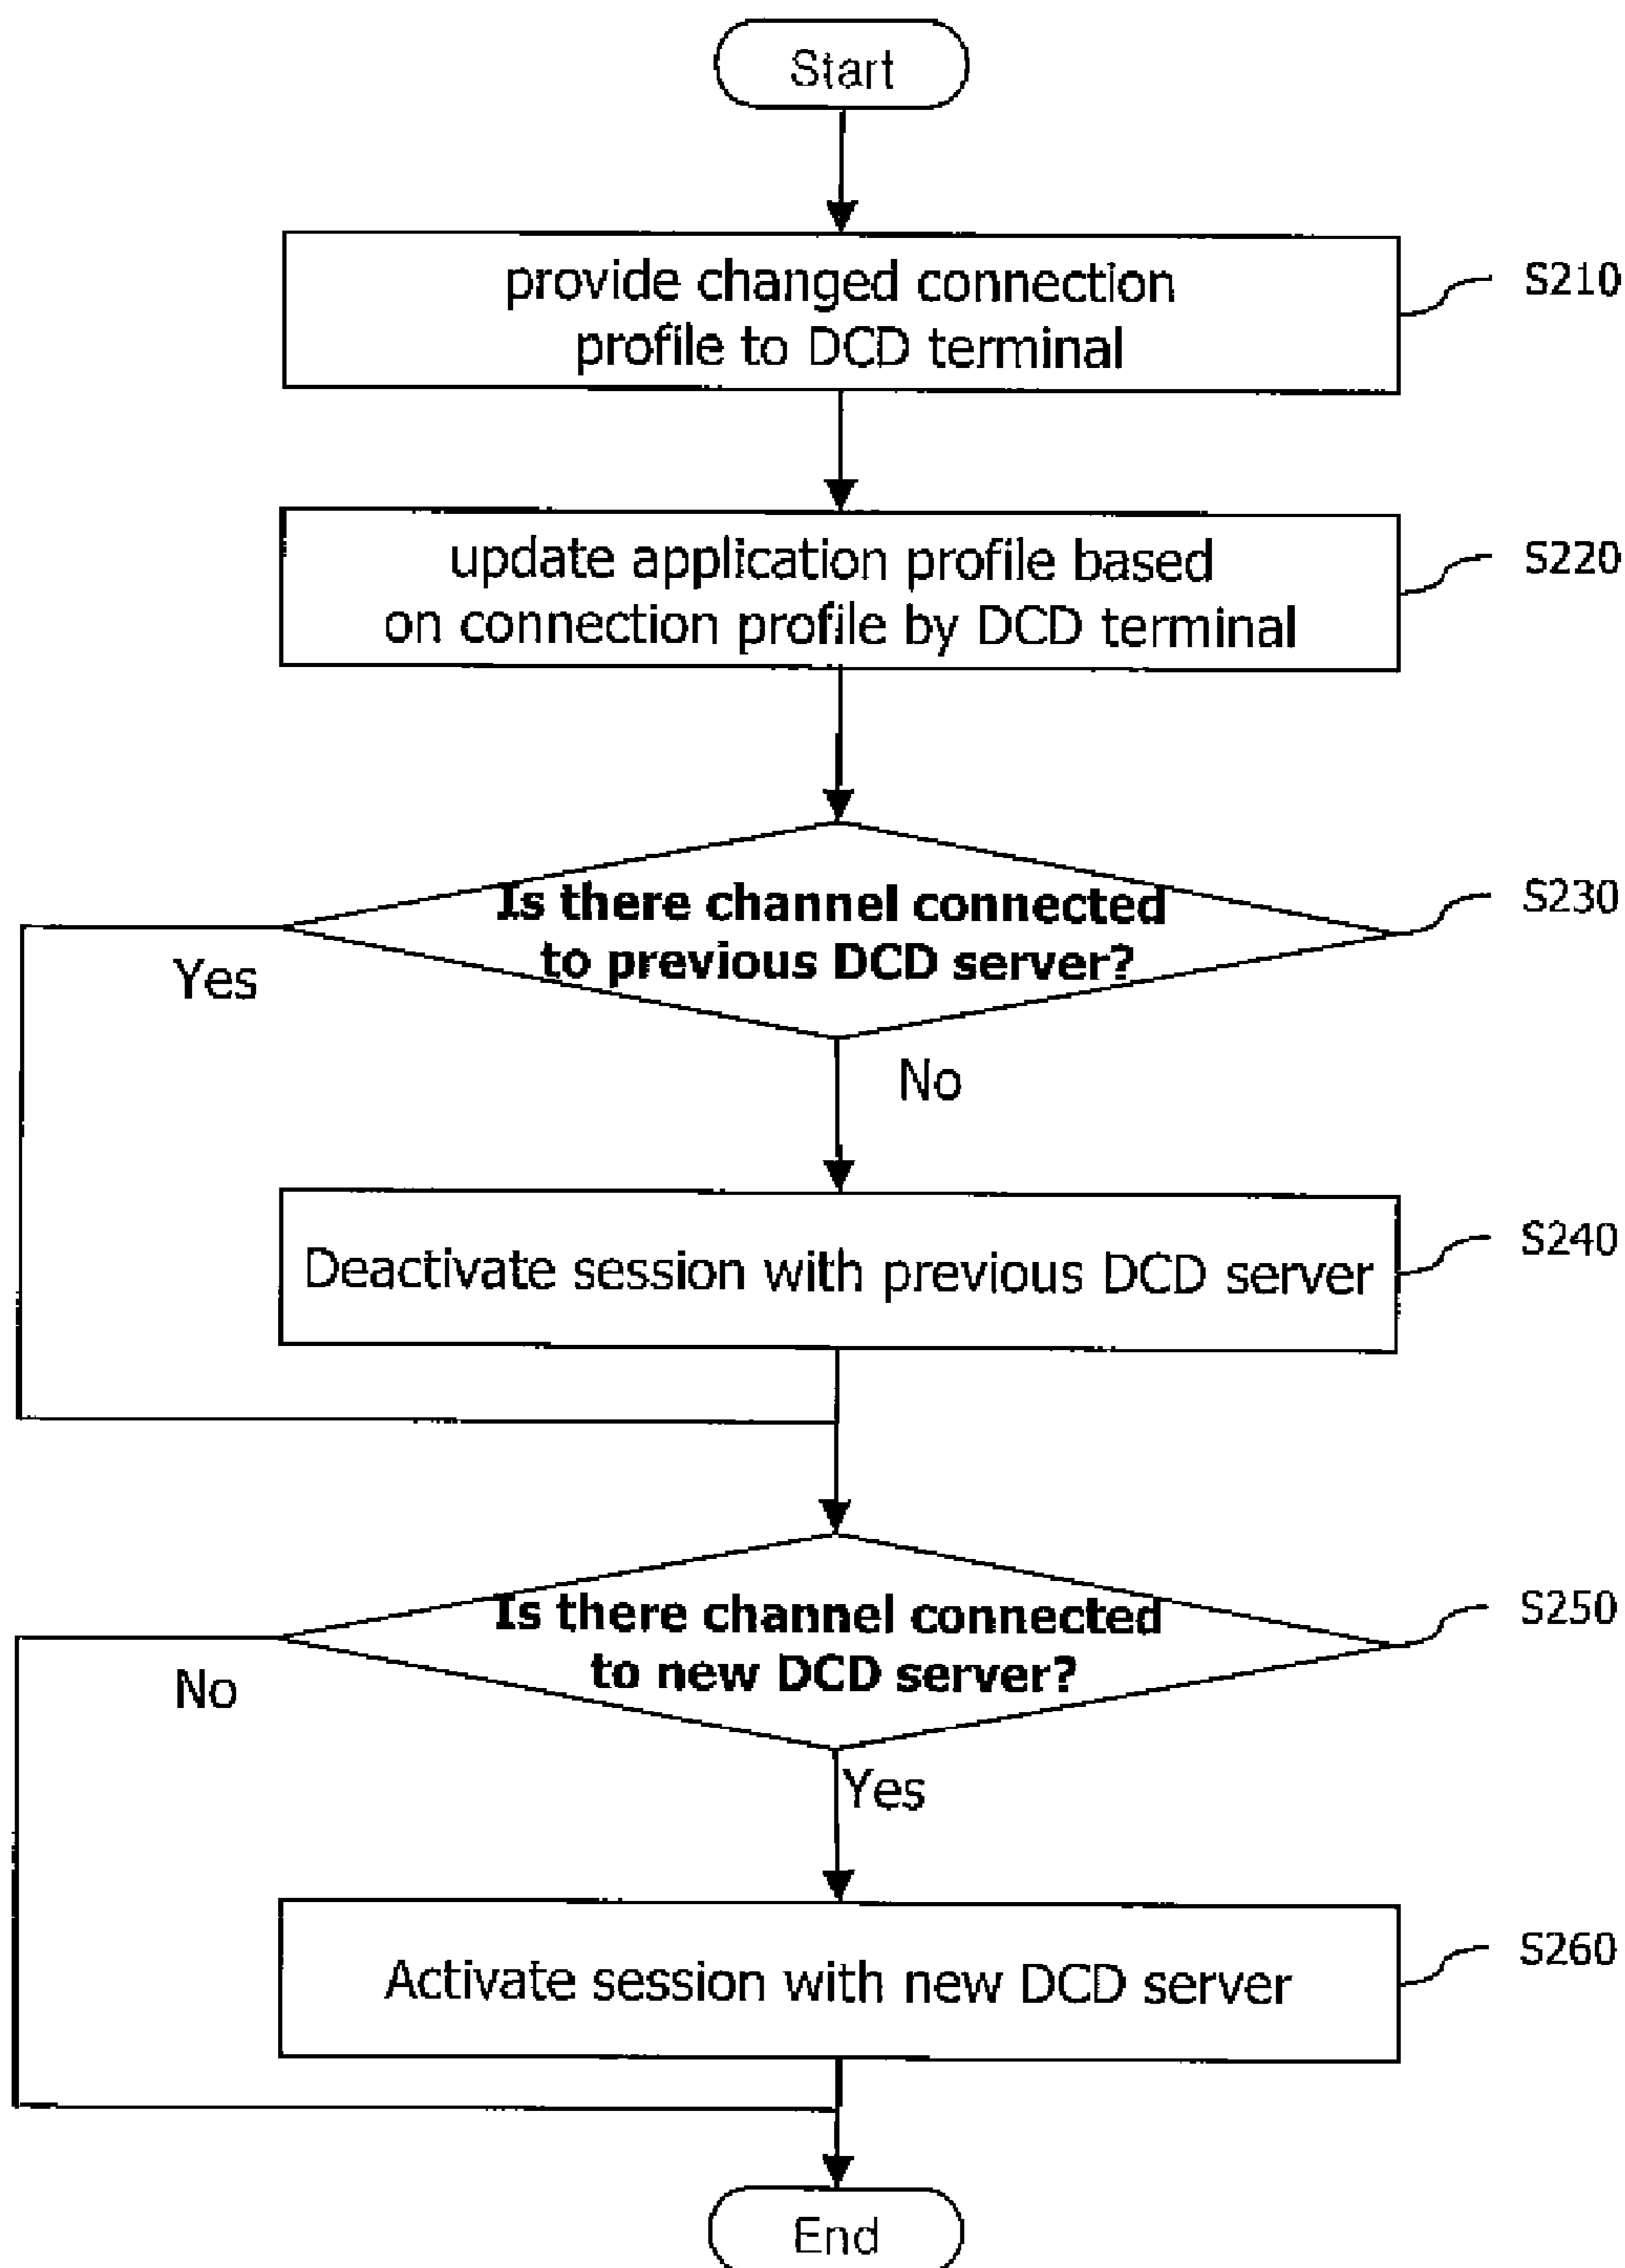 Start
provide changed connection
profile to DCD terminal
S210
update application profile based
on connection profile by DCD terminal
S220
Is there channel connected
to previous DCD server?
S230
Yes
No
Deactivate session with previous DCD server
S240
Is there channel connected
to new DCD server?
S250
No
Yes
Activate session with new DCD server
S260
End